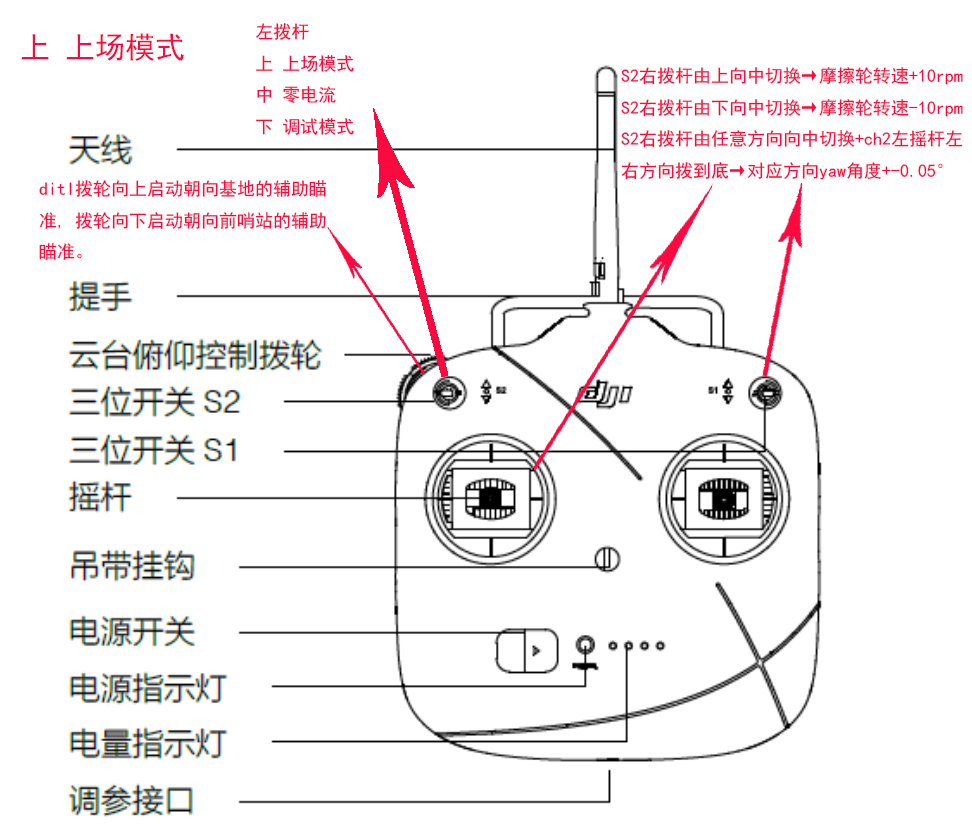 上 上场模式
左拨杆
上 上场模式
中 零电流
下 调试模式
S2右拨杆由上向中切换→摩擦轮转速+10rpm
S2右拨杆由下向中切换→摩擦轮转速-10rpm
S2右拨杆由任意方向向中切换+ch2左摇杆左
右方向拨到底→对应方向yaw角度+-0.05°
天线
ditl拨轮向上启动朝向基地的辅助瞄
准, 拨轮向下启动朝向前哨站的辅助
瞄准。
提手
云台俯仰控制拨轮
三位开关 S2
三位开关 S1
摇杆
吊带挂钩
电源开关
电源指示灯
电量指示灯
调参接口
S2
dji
S1